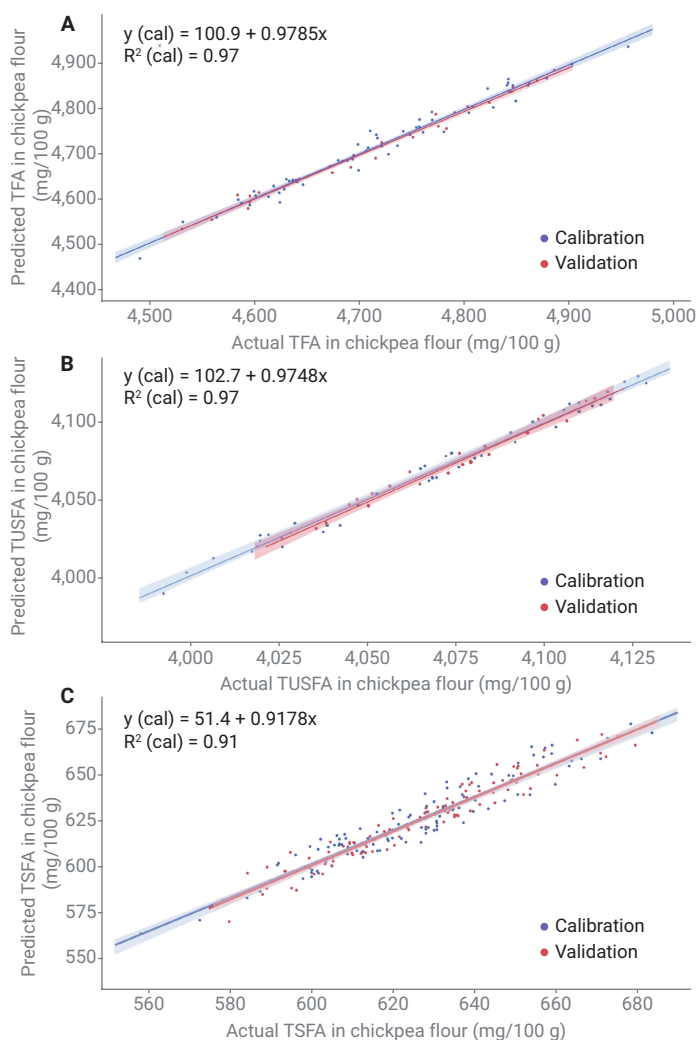 A
y (cal) = 100.9 + 0.9785x
R² (cal) = 0.97
4,900
4,800
4,700
4,600
4,500
4,400
Predicted TFA in chickpea flour
(mg/100 g)
Calibration
Validation
4,500 4,600 4,700 4,800 4,900 5,000
Actual TFA in chickpea flour (mg/100 g)
B
y (cal) = 102.7 + 0.9748x
R² (cal) = 0.97
4,100
4,050
4,000
Predicted TUSFA in chickpea flour
(mg/100 g)
Calibration
Validation
4,000 4,025 4,050 4,075 4,100 4,125
Actual TUSFA in chickpea flour (mg/100 g)
C
y (cal) = 51.4 + 0.9178x
R² (cal) = 0.91
675
650
625
600
575
550
Predicted TSFA in chickpea flour
(mg/100 g)
Calibration
Validation
560 580 600 620 640 660 680
Actual TSFA in chickpea flour (mg/100 g)